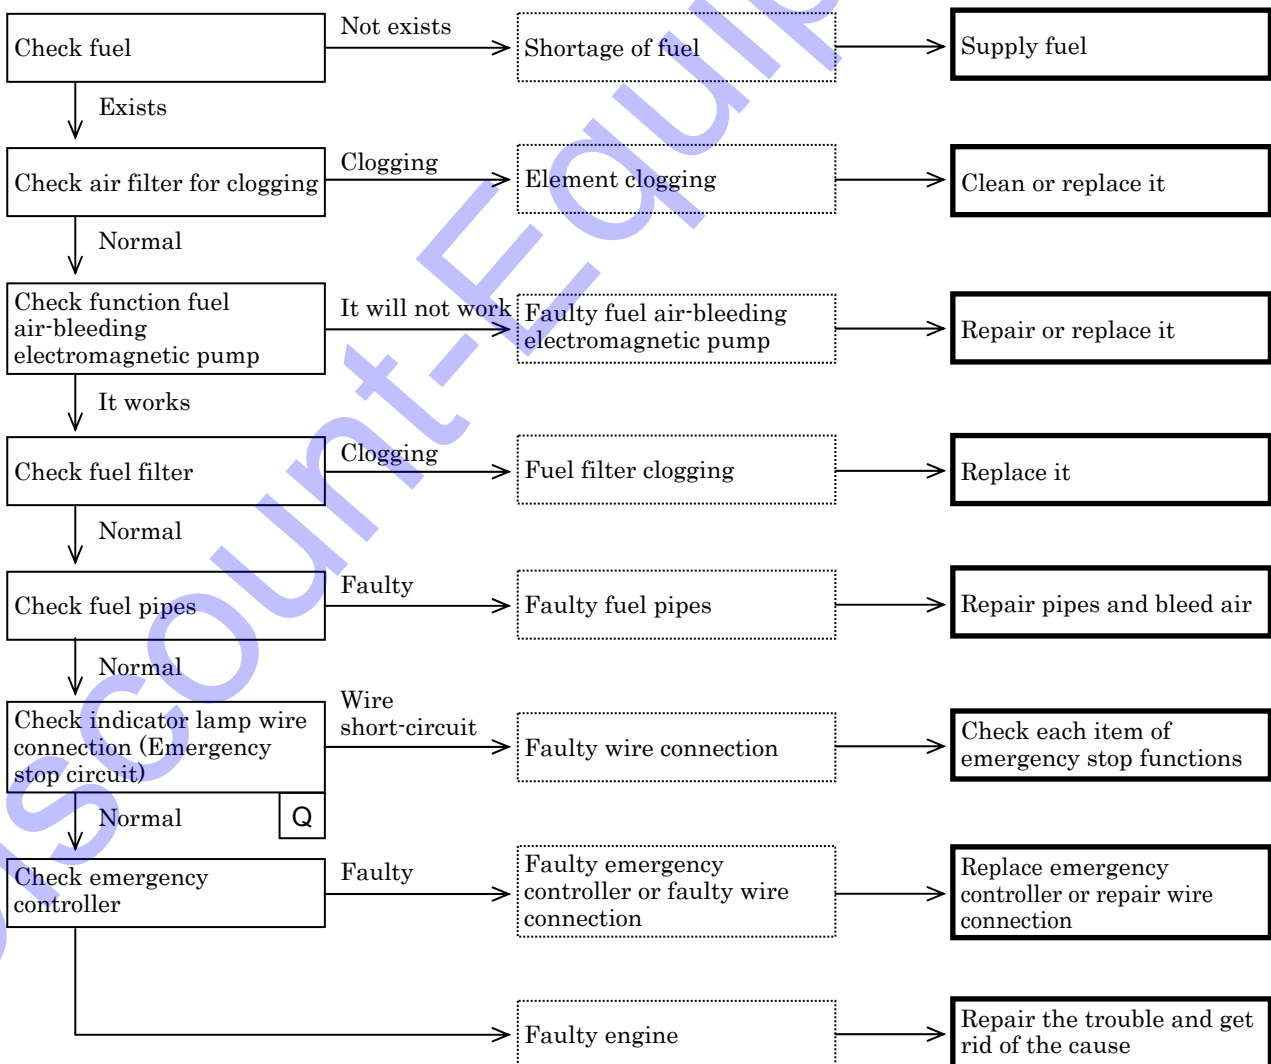 Check fuel
Not exists
Shortage of fuel
Supply fuel
Exists
Check air filter for clogging
Clogging
Element clogging
Clean or replace it
Normal
Check function fuel
air-bleeding
electromagnetic pump
It will not work
Faulty fuel air-bleeding
electromagnetic pump
Repair or replace it
It works
Check fuel filter
Clogging
Fuel filter clogging
Replace it
Normal
Check fuel pipes
Faulty
Faulty fuel pipes
Repair pipes and bleed air
Normal
Check indicator lamp wire
connection (Emergency
stop circuit)
Wire
short-circuit
Faulty wire connection
Check each item of
emergency stop functions
Normal
Q
Check emergency
controller
Faulty
Faulty emergency
controller or faulty wire
connection
Replace emergency
controller or repair wire
connection
Faulty engine
Repair the trouble and get
rid of the cause
Discount-Equip